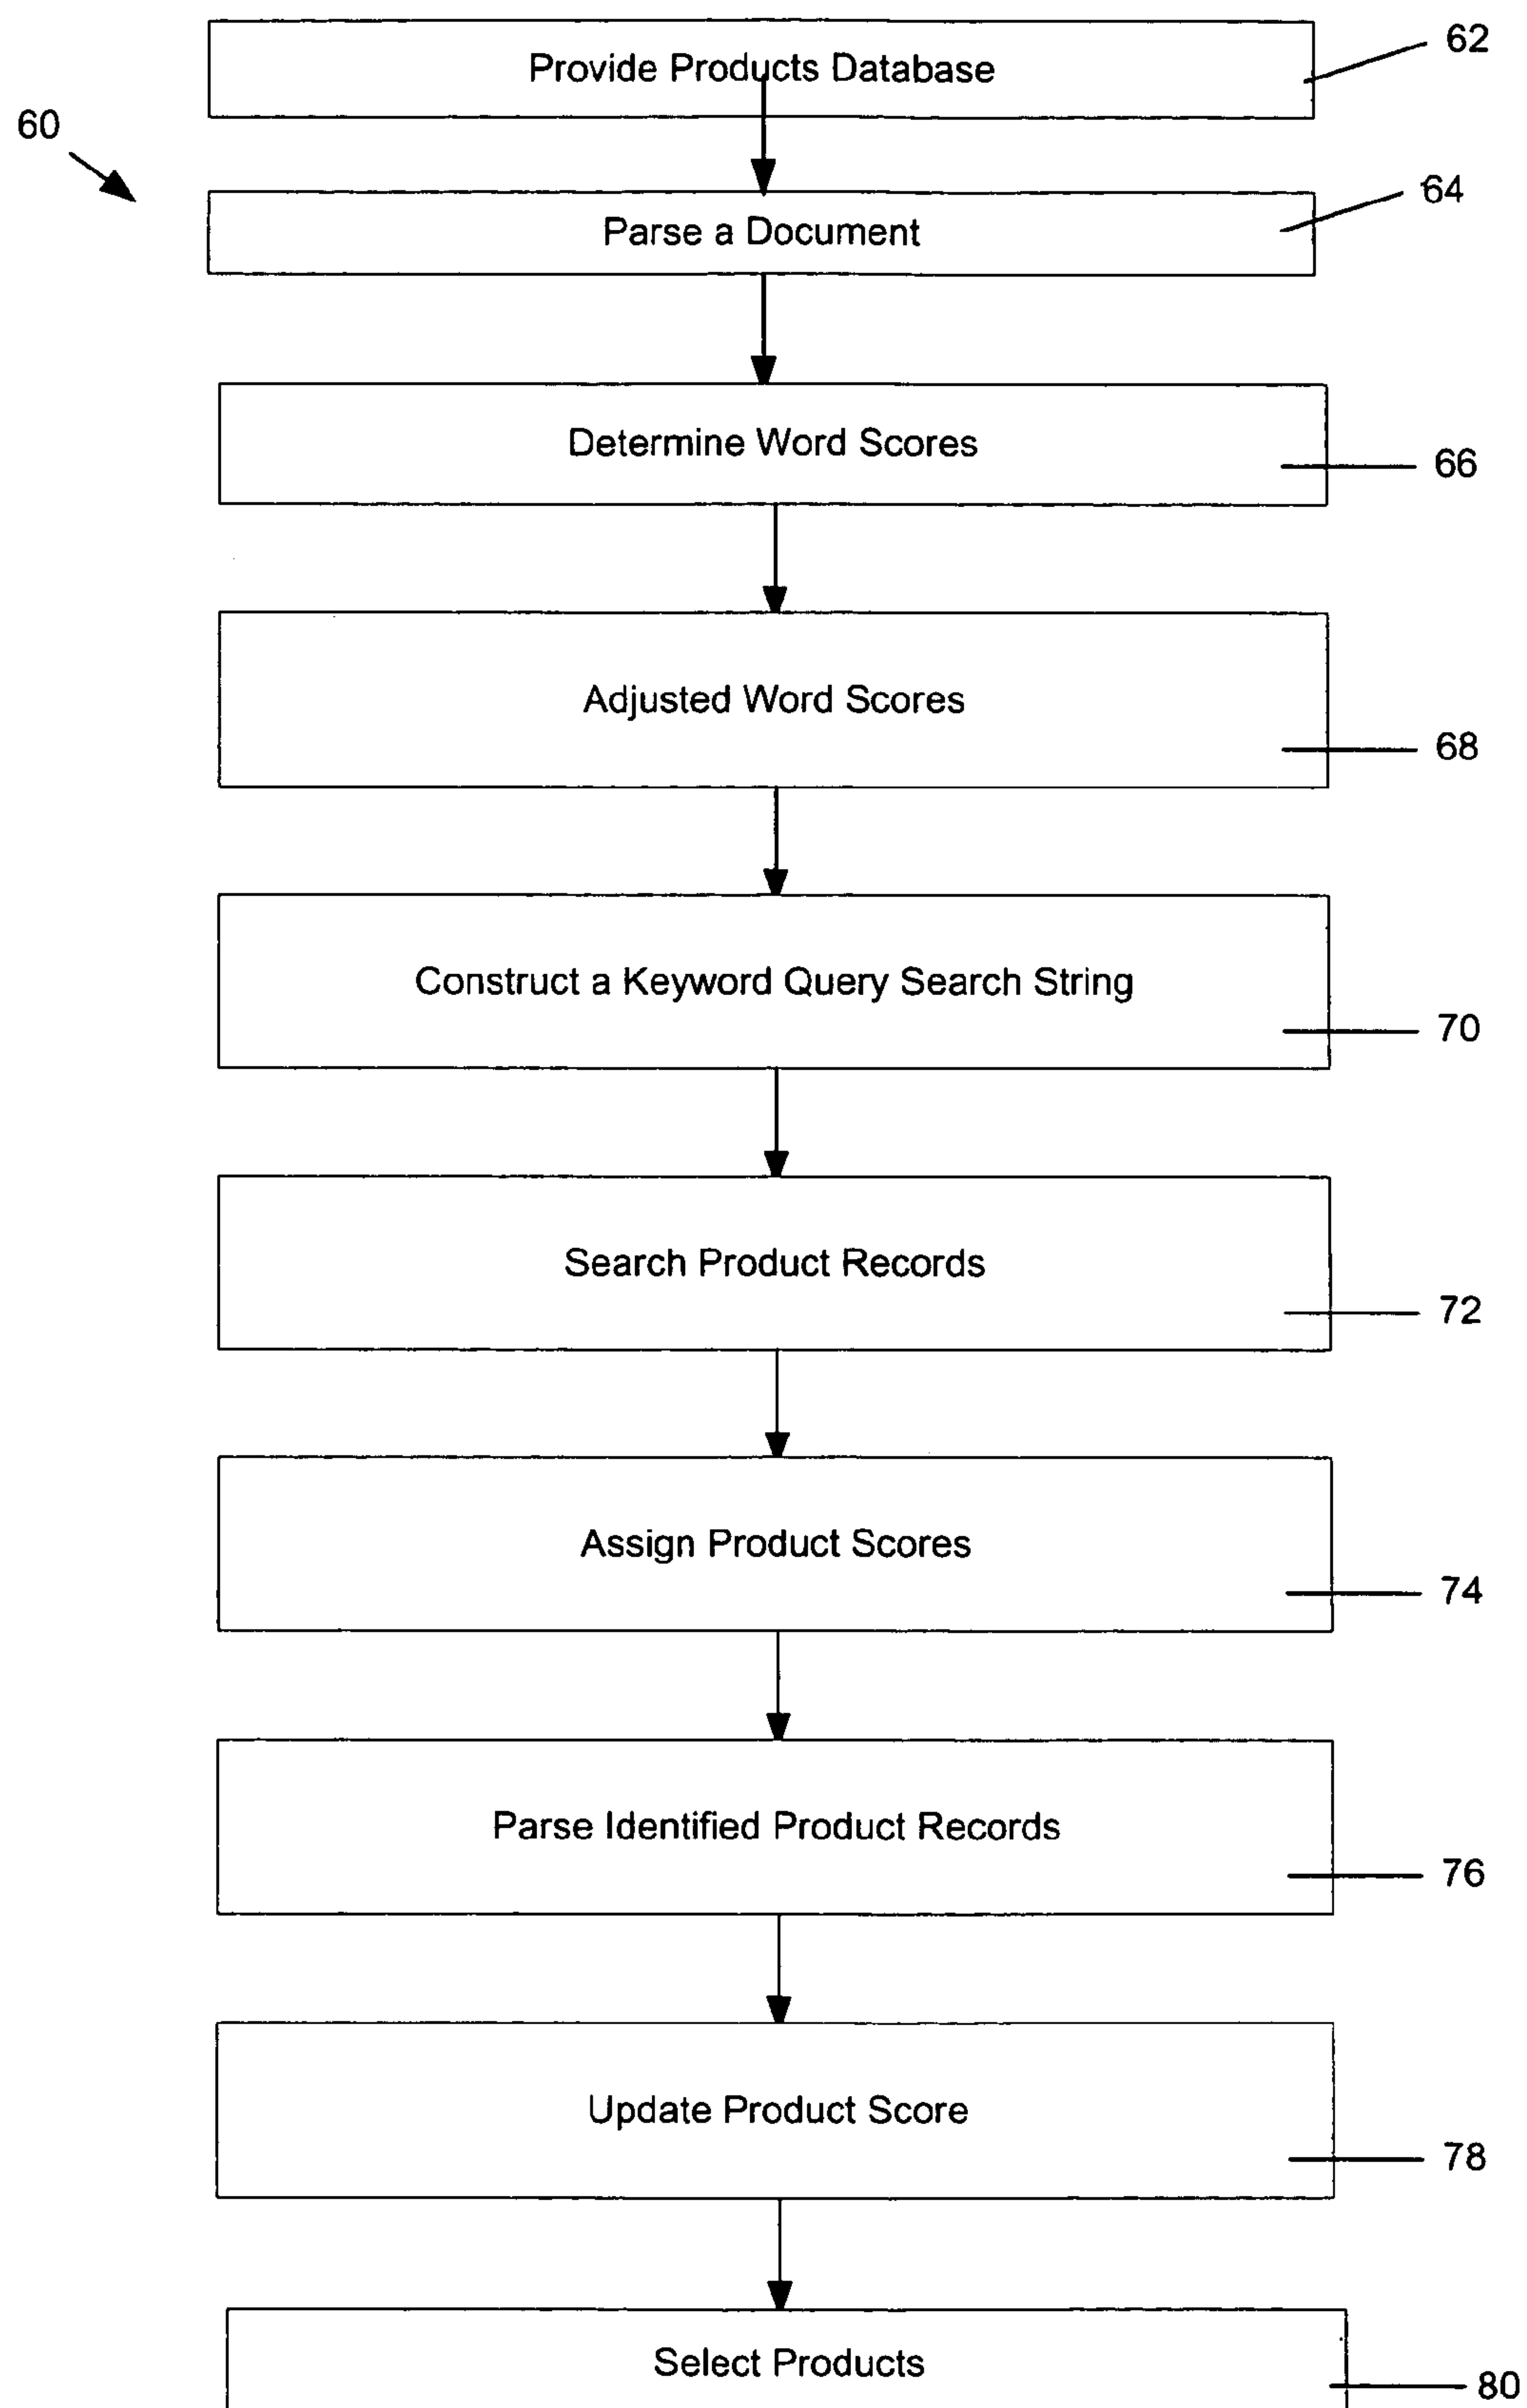 Provide Products Database
62
60
Parse a Document
64
Determine Word Scores
66
Adjusted Word Scores
68
Construct a Keyword Query Search String
70
Search Product Records
72
Assign Product Scores
74
Parse Identified Product Records
76
Update Product Score
78
Select Products
80